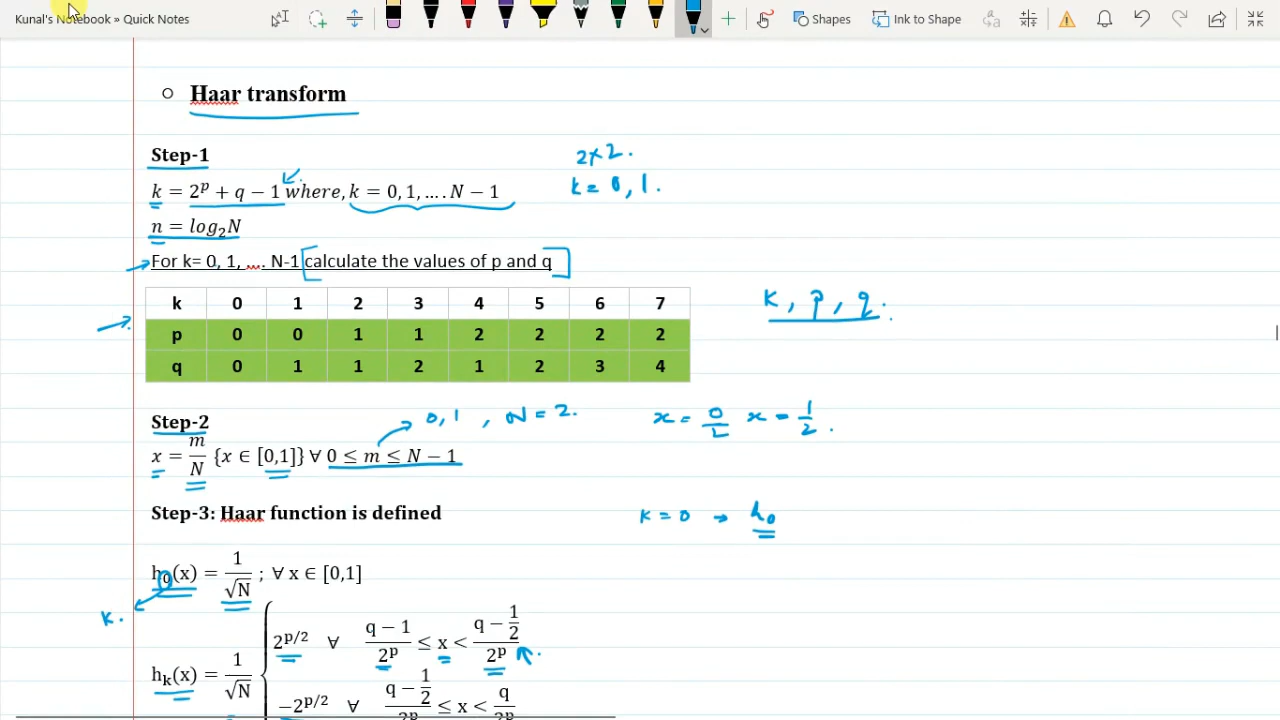 Kunal's Notebook » Quick Notes
Shapes
Ink to Shape
Haar transform
Step-1
2×2.
k = 2^p + q − 1 where, k = 0, 1, .... N − 1
k = 0, 1.
n = log₂N
For k= 0, 1, .... N-1 calculate the values of p and q
k 0 1 2 3 4 5 6 7
k, p, q.
p 0 0 1 1 2 2 2 2
q 0 1 1 2 1 2 3 4
0, 1 , N = 2.
Step-2
x = 0/2 x = 1/2.
x = m/N {x ∈ [0,1]} ∀ 0 ≤ m ≤ N − 1
Step-3: Haar function is defined
k = 0 → h₀
h₀(x) = 1/√N ; ∀ x ∈ [0,1]
k.
h_k(x) = 1/√N { 2^{p/2} ∀ (q − 1)/2^p ≤ x < (q − 1/2)/2^p
−2^{p/2} ∀ (q − 1/2)/2^p ≤ x < q/2^p